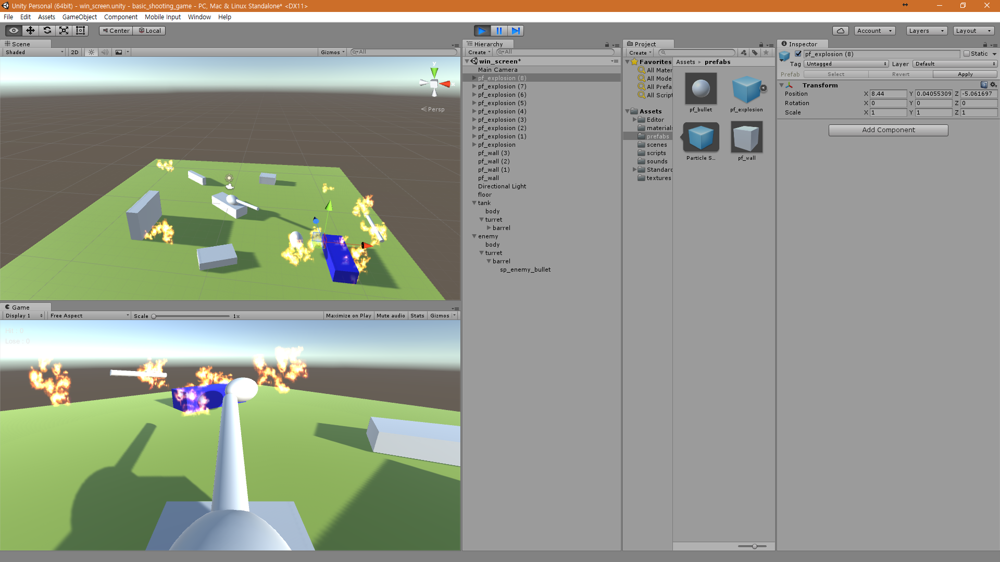 Unity Personal (64bit) - win_screen.unity - basic_shooting_game - PC, Mac & Linux Standalone* <DX11>
File Edit Assets GameObject Component Mobile Input Window Help
Center Local
Account Layers Layout
Scene
Shaded 2D Gizmos All
y
x
Persp
Game
Display 1 Free Aspect Scale 1x Maximize on Play Mute audio Stats Gizmos
Hit : 0
Lose : 0
Hierarchy
Create All
win_screen*
Main Camera
pf_explosion (8)
pf_explosion (7)
pf_explosion (6)
pf_explosion (5)
pf_explosion (4)
pf_explosion (3)
pf_explosion (2)
pf_explosion (1)
pf_explosion
pf_wall (3)
pf_wall (2)
pf_wall (1)
pf_wall
Directional Light
floor
tank
body
turret
barrel
enemy
body
turret
barrel
sp_enemy_bullet
Project
Create
Favorites
All Mater
All Mode
All Prefa
All Script
Assets
Editor
materials
prefabs
scenes
scripts
sounds
Standard
textures
Assets prefabs
pf_bullet
pf_explosion
Particle S...
pf_wall
Inspector
pf_explosion (8) Static
Tag Untagged Layer Default
Prefab Select Revert Apply
Transform
Position X 8.44 Y 0.04055309 Z -5.061697
Rotation X 0 Y 0 Z 0
Scale X 1 Y 1 Z 1
Add Component